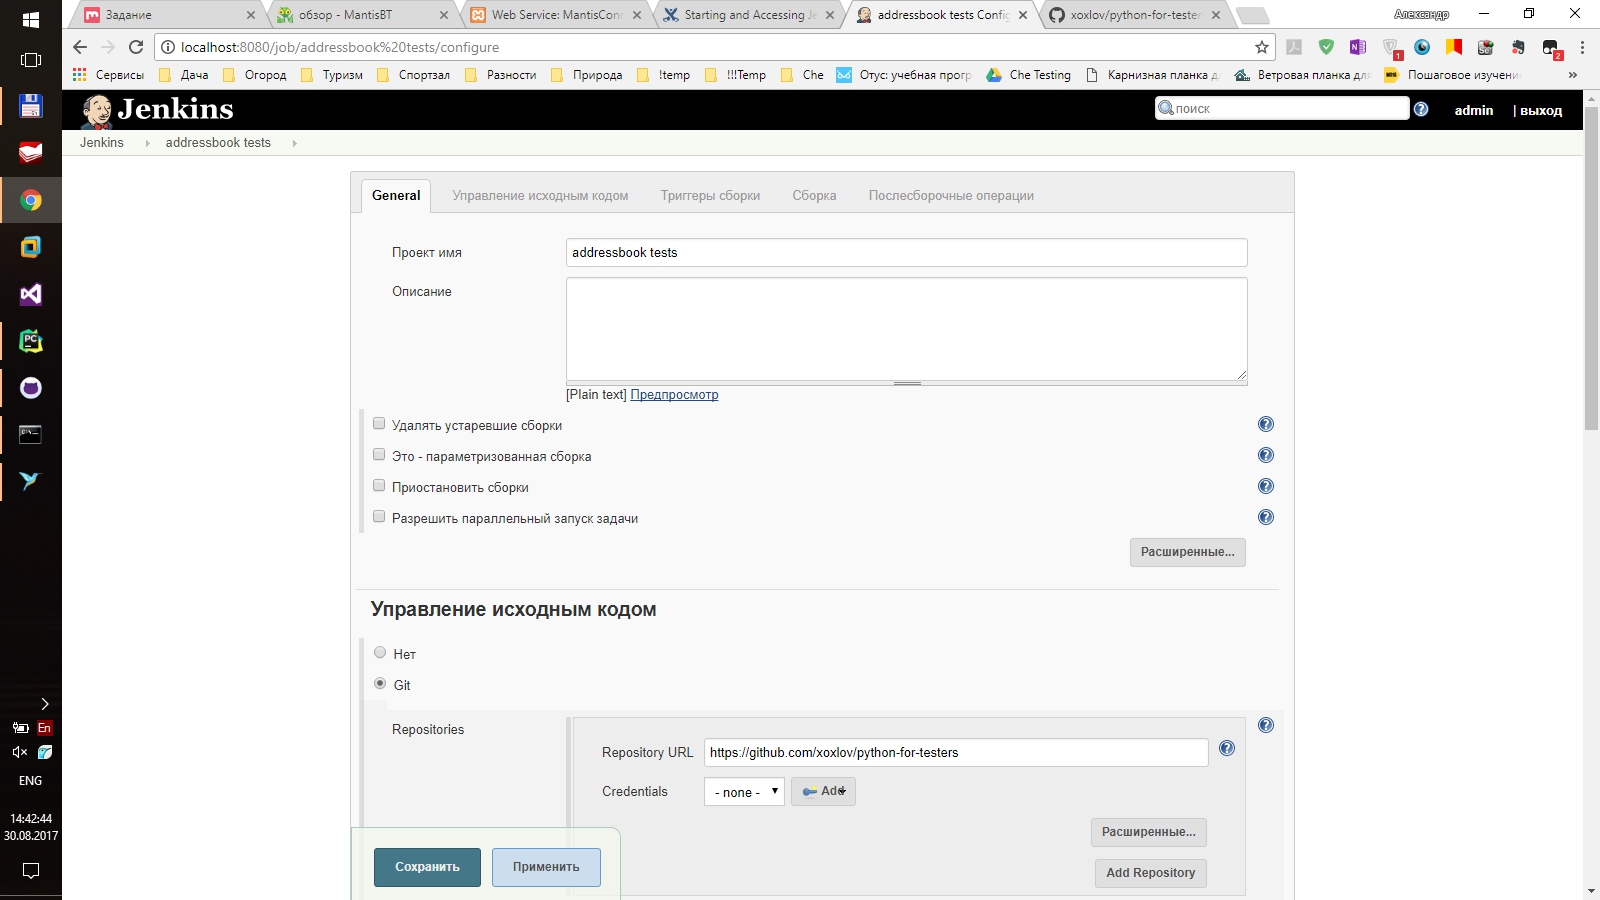 Задание
обзор - MantisBT
Web Service: MantisConn
Starting and Accessing Je
addressbook tests Config
xoxlov/python-for-tester
Александр
localhost:8080/job/addressbook%20tests/configure
Сервисы
Дача
Огород
Туризм
Спортзал
Разности
Природа
!temp
!!!Temp
Che
Отус: учебная прогр
Che Testing
Карнизная планка д
Ветровая планка для
Пошаговое изучени
»
Jenkins
поиск
admin
| выход
Jenkins
addressbook tests
General
Управление исходным кодом
Триггеры сборки
Сборка
Послесборочные операции
Проект имя
addressbook tests
Описание
[Plain text] Предпросмотр
Удалять устаревшие сборки
Это - параметризованная сборка
Приостановить сборки
Разрешить параллельный запуск задачи
Расширенные...
Управление исходным кодом
Нет
Git
Repositories
Repository URL
https://github.com/xoxlov/python-for-testers
Credentials
- none -
Add
Расширенные...
Add Repository
Сохранить
Применить
En
ENG
14:42:44
30.08.2017